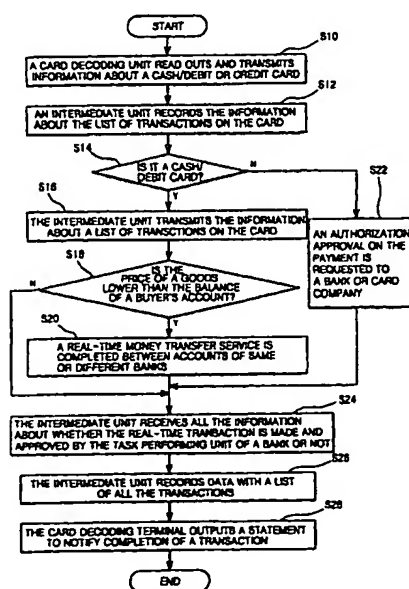 START
S10
A CARD DECODING UNIT READ OUTS AND TRANSMITS
INFORMATION ABOUT A CASH/DEBIT OR CREDIT CARD
S12
AN INTERMEDIATE UNIT RECORDS THE INFORMATION
ABOUT THE LIST OF TRANSACTIONS ON THE CARD
S14
IS IT A CASH/
DEBIT CARD?
N
Y
S16
THE INTERMEDIATE UNIT TRANSMITS THE INFORMATION
ABOUT A LIST OF TRANSCTIONS ON THE CARD
S22
AN AUTHORIZATION
APPROVAL ON THE
PAYMENT IS
REQUESTED TO
A BANK OR CARD
COMPANY
S18
IS THE
PRICE OF A GOODS
LOWER THAN THE BALANCE
OF A BUYER'S ACCOUNT?
N
Y
S20
A REAL-TIME MONEY TRANSFER SERVICE IS
COMPLETED BETWEEN ACCOUNTS OF SAME
OR DIFFERENT BANKS
S24
THE INTERMEDIATE UNIT RECEIVES ALL THE INFORMATION
ABOUT WHETHER THE REAL-TIME TRANSACTION IS MADE AND
APPROVED BY THE TASK PERFORMING UNIT OF A BANK OR NOT
THE INTERMEDIATE UNIT RECORDS DATA WITH A LIST
OF ALL THE TRANSACTIONS
THE CARD DECODING TERMINAL OUTPUTS A STATEMENT
TO NOTIFY COMPLETION OF A TRANSACTION
END